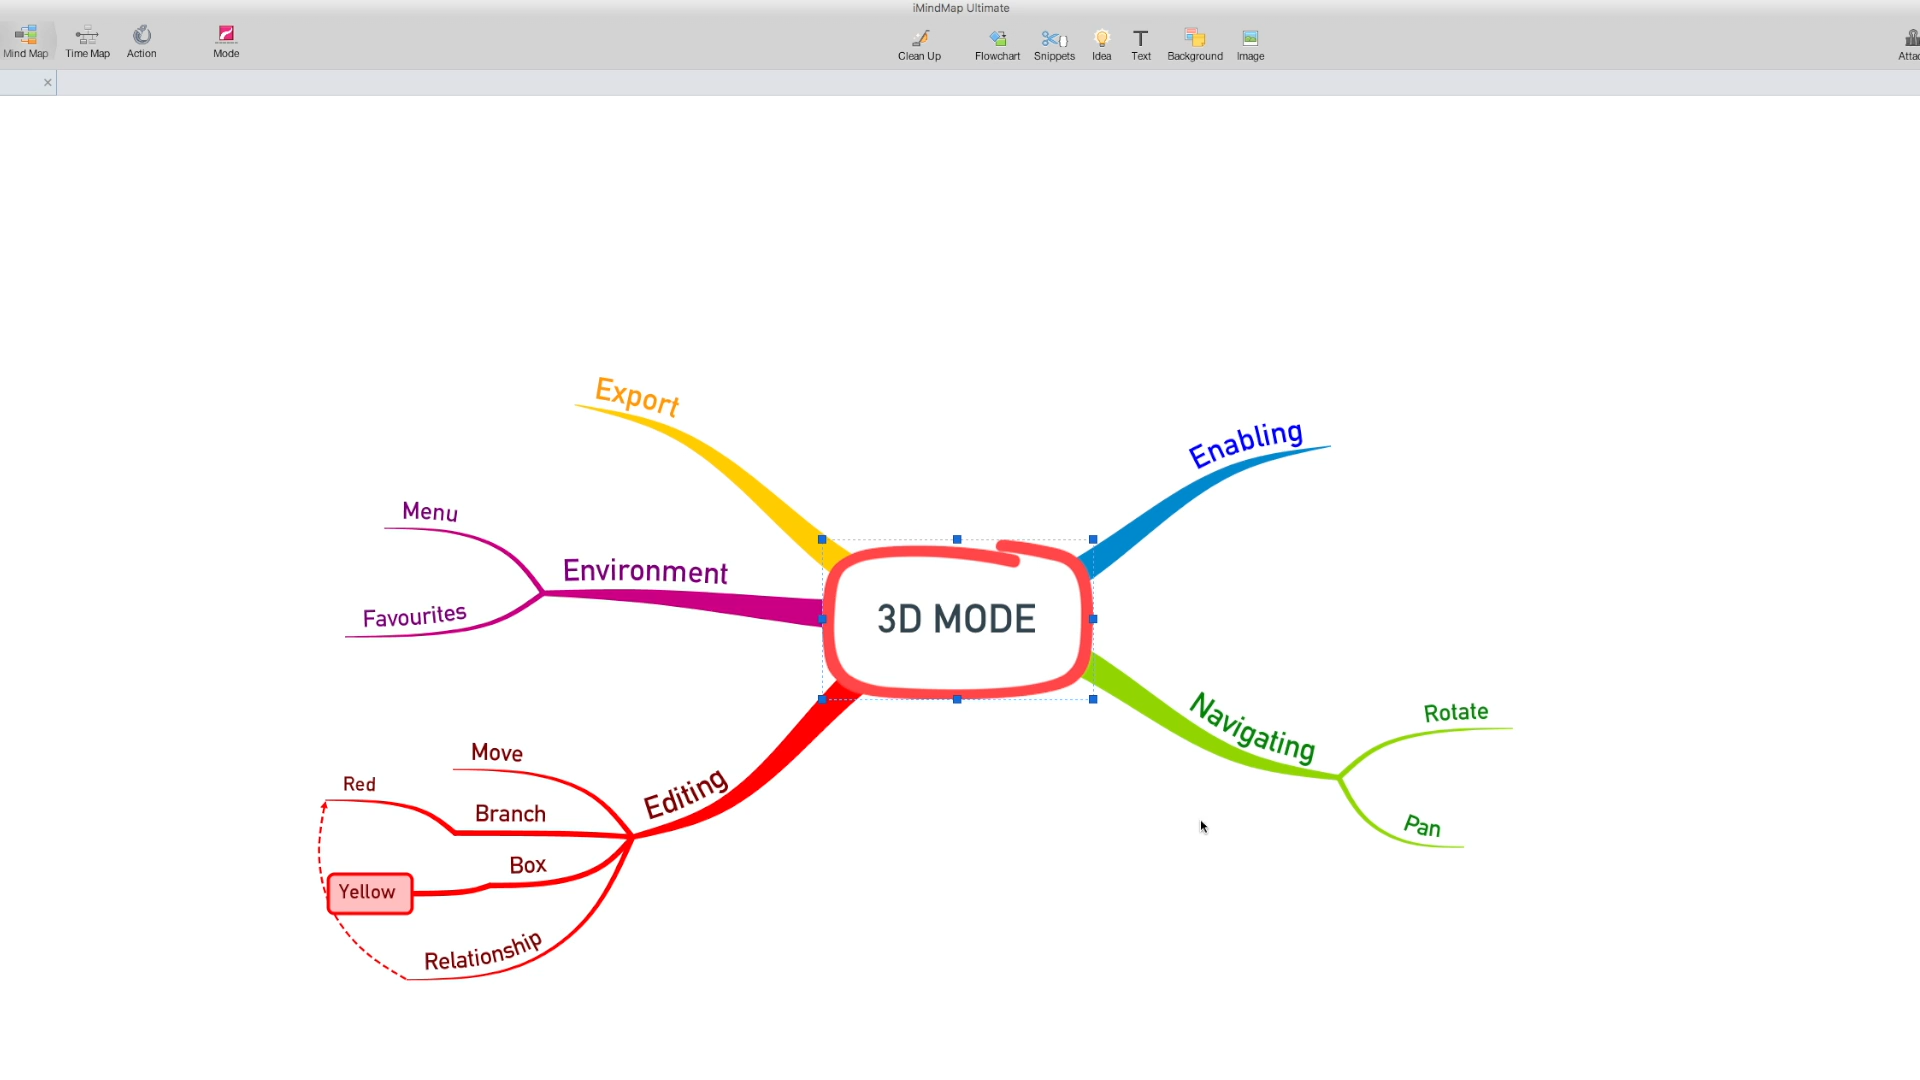 iMindMap Ultimate
Mind Map
Time Map
Action
Mode
Clean Up
Flowchart
Snippets
Idea
Text
Background
Image
Export
Enabling
Menu
Environment
Favourites
3D MODE
Navigating
Rotate
Pan
Move
Editing
Red
Branch
Box
Yellow
Relationship